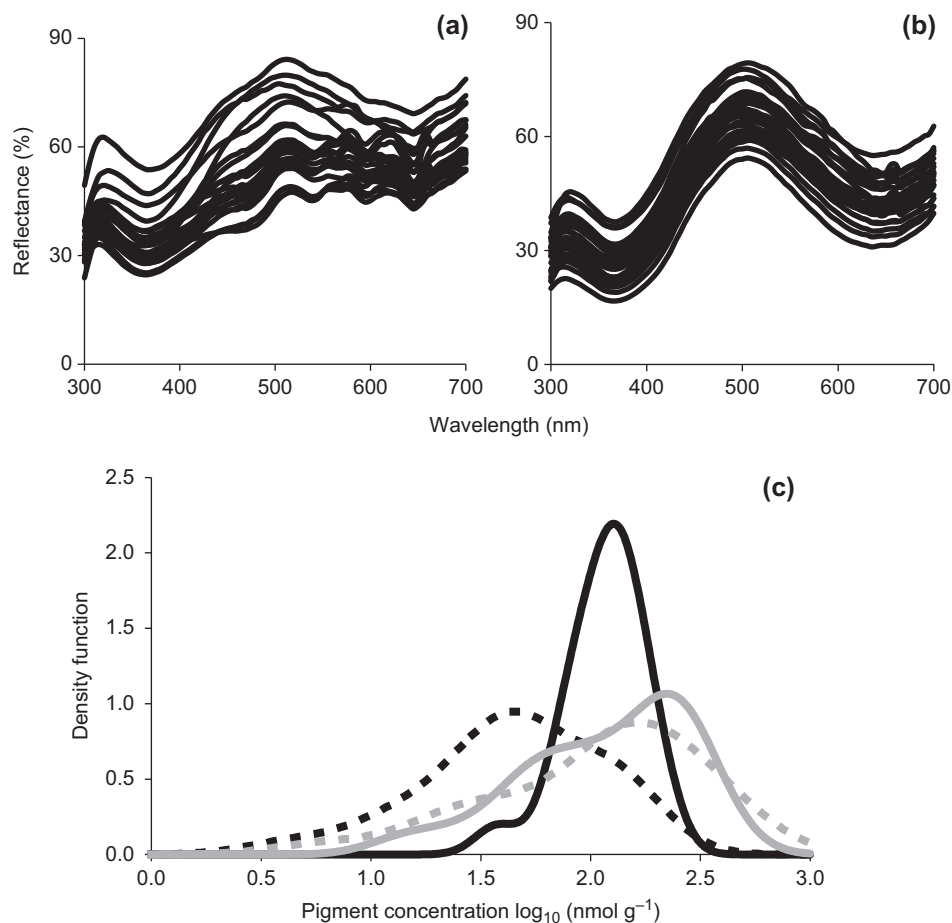 (a)
(b)
90
60
30
0
Reflectance (%)
300 400 500 600 700
90
60
30
0
300 400 500 600 700
Wavelength (nm)
(c)
2.5
2.0
1.5
1.0
0.5
0.0
Density function
0.0 0.5 1.0 1.5 2.0 2.5 3.0
Pigment concentration log₁₀ (nmol g⁻¹)